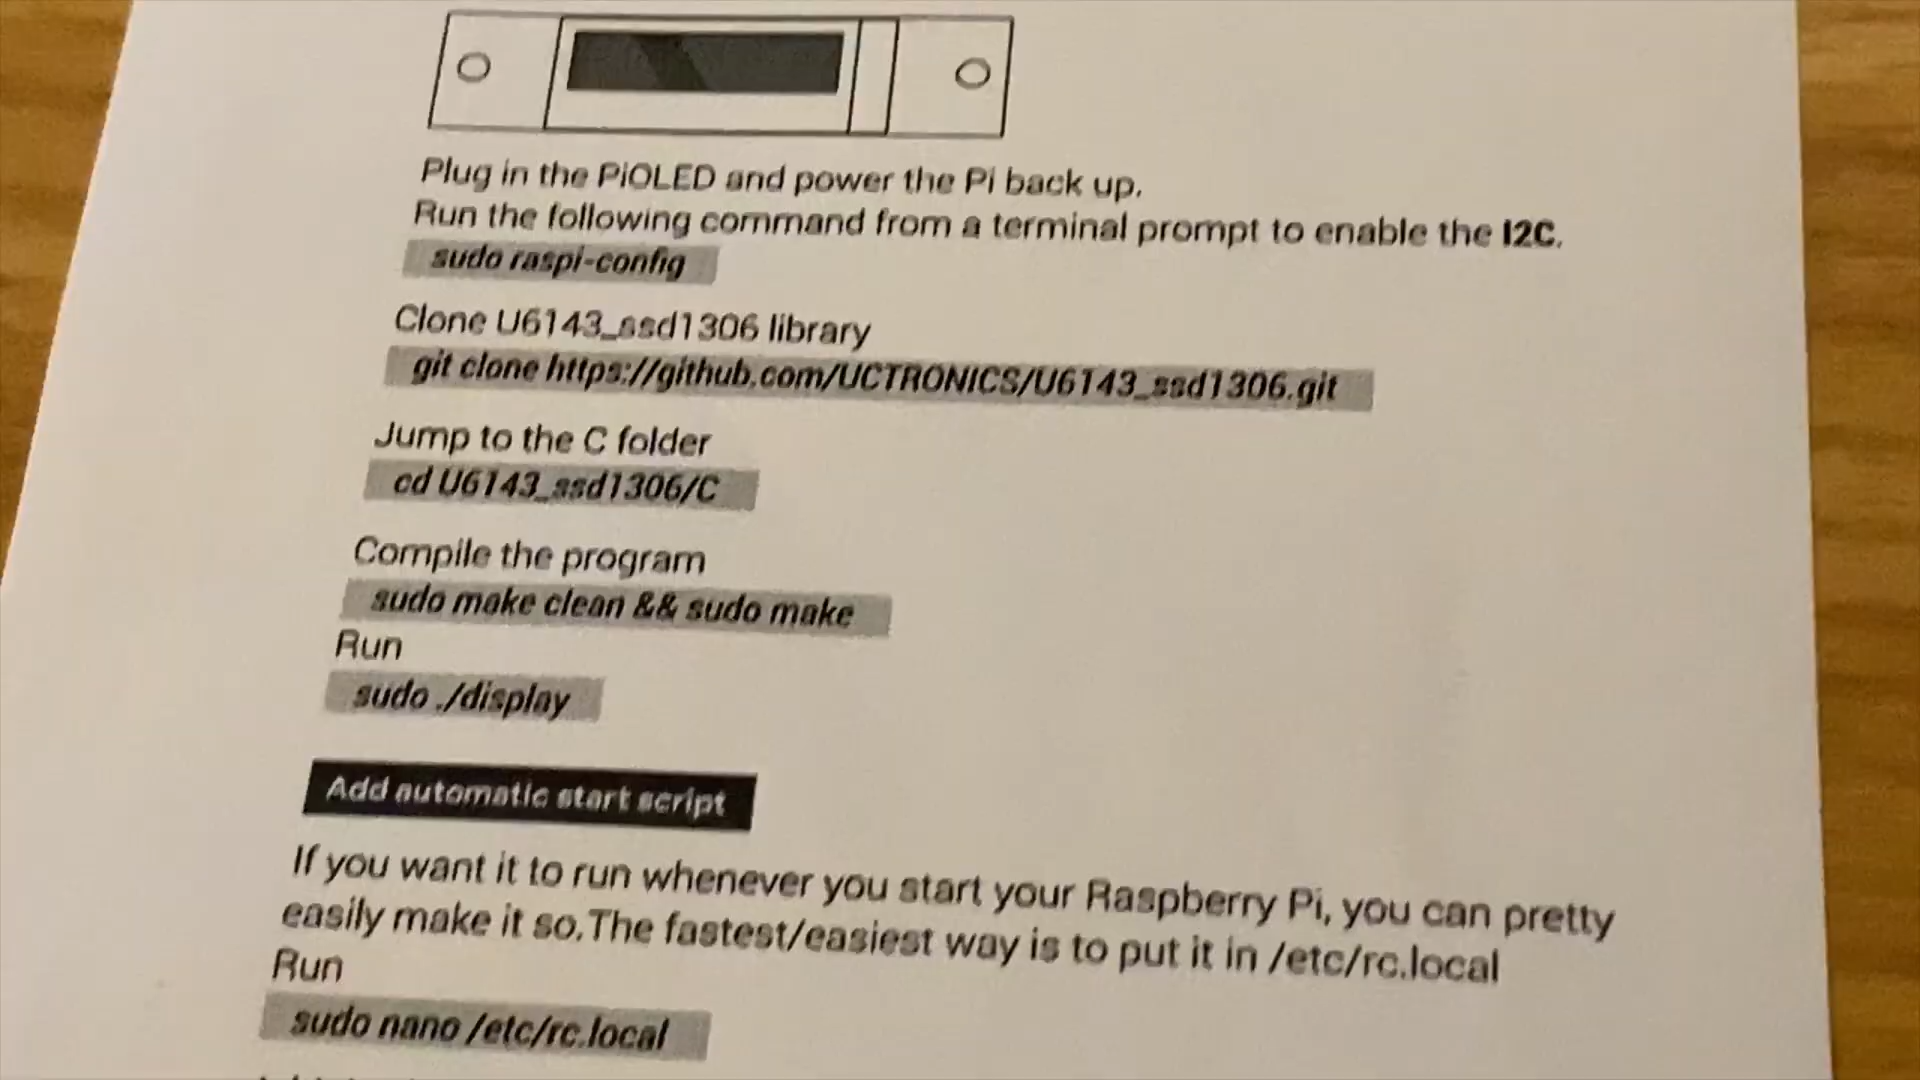 Plug in the PiOLED and power the Pi back up.
Run the following command from a terminal prompt to enable the I2C.
sudo raspi-config
Clone U6143_ssd1306 library
git clone https://github.com/UCTRONICS/U6143_ssd1306.git
Jump to the C folder
cd U6143_ssd1306/C
Compile the program
sudo make clean && sudo make
Run
sudo ./display
Add automatic start script
If you want it to run whenever you start your Raspberry Pi, you can pretty
easily make it so.The fastest/easiest way is to put it in /etc/rc.local
Run
sudo nano /etc/rc.local